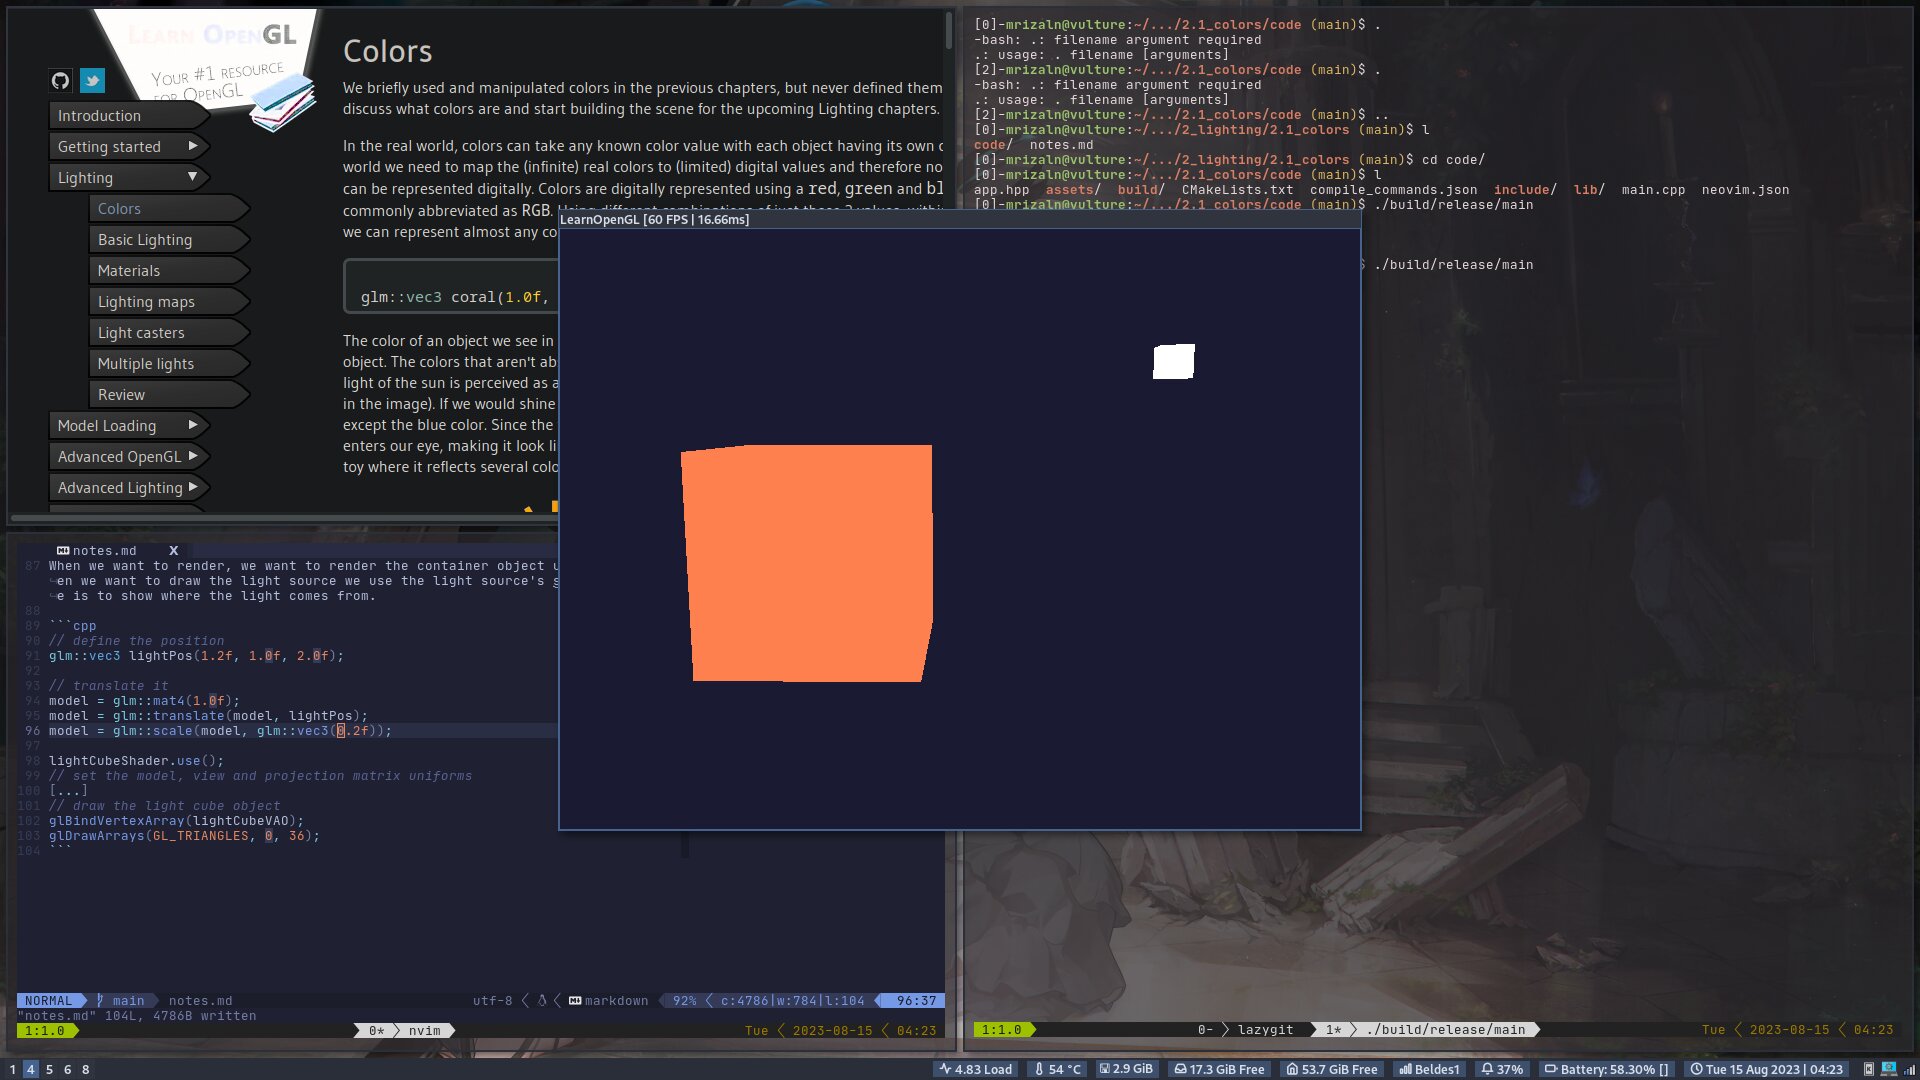 LEARN OPENGL
YOUR #1 RESOURCE
FOR OPENGL
Introduction
Getting started
Lighting
Colors
Basic Lighting
Materials
Lighting maps
Light casters
Multiple lights
Review
Model Loading
Advanced OpenGL
Advanced Lighting
Colors
We briefly used and manipulated colors in the previous chapters, but never defined them
discuss what colors are and start building the scene for the upcoming Lighting chapters.
In the real world, colors can take any known color value with each object having its own
world we need to map the (infinite) real colors to (limited) digital values and therefore no
can be represented digitally. Colors are digitally represented using a red, green and bl
commonly abbreviated as RGB. Using different combinations of just those 3 values, with
we can represent almost any co
glm::vec3 coral(1.0f,
The color of an object we see in
object. The colors that aren't ab
light of the sun is perceived as a
in the image). If we would shine
except the blue color. Since the
enters our eye, making it look li
toy where it reflects several colo
[0]-mrizaln@vulture:~/.../2.1_colors/code (main)$ .
-bash: .: filename argument required
.: usage: . filename [arguments]
[2]-mrizaln@vulture:~/.../2.1_colors/code (main)$ .
-bash: .: filename argument required
.: usage: . filename [arguments]
[2]-mrizaln@vulture:~/.../2.1_colors/code (main)$ ..
[0]-mrizaln@vulture:~/.../2_lighting/2.1_colors (main)$ l
code/ notes.md
[0]-mrizaln@vulture:~/.../2_lighting/2.1_colors (main)$ cd code/
[0]-mrizaln@vulture:~/.../2.1_colors/code (main)$ l
app.hpp assets/ build/ CMakeLists.txt compile_commands.json include/ lib/ main.cpp neovim.json
[0]-mrizaln@vulture:~/.../2.1_colors/code (main)$ ./build/release/main
$ ./build/release/main
LearnOpenGL [60 FPS | 16.66ms]
notes.md X
87 When we want to render, we want to render the container object u
en we want to draw the light source we use the light source's s
e is to show where the light comes from.
88
89 ```cpp
90 // define the position
91 glm::vec3 lightPos(1.2f, 1.0f, 2.0f);
92
93 // translate it
94 model = glm::mat4(1.0f);
95 model = glm::translate(model, lightPos);
96 model = glm::scale(model, glm::vec3(0.2f));
97
98 lightCubeShader.use();
99 // set the model, view and projection matrix uniforms
100 [...]
101 // draw the light cube object
102 glBindVertexArray(lightCubeVAO);
103 glDrawArrays(GL_TRIANGLES, 0, 36);
104 ```
NORMAL main notes.md utf-8 markdown 92% c:4786|w:784|l:104 96:37
"notes.md" 104L, 4786B written
1:1.0 0* nvim Tue 2023-08-15 04:23
1:1.0 0- lazygit 1* ./build/release/main Tue 2023-08-15 04:23
1 4 5 6 8 4.83 Load 54 °C 2.9 GiB 17.3 GiB Free 53.7 GiB Free Beldes1 37% Battery: 58.30% [] Tue 15 Aug 2023 | 04:23